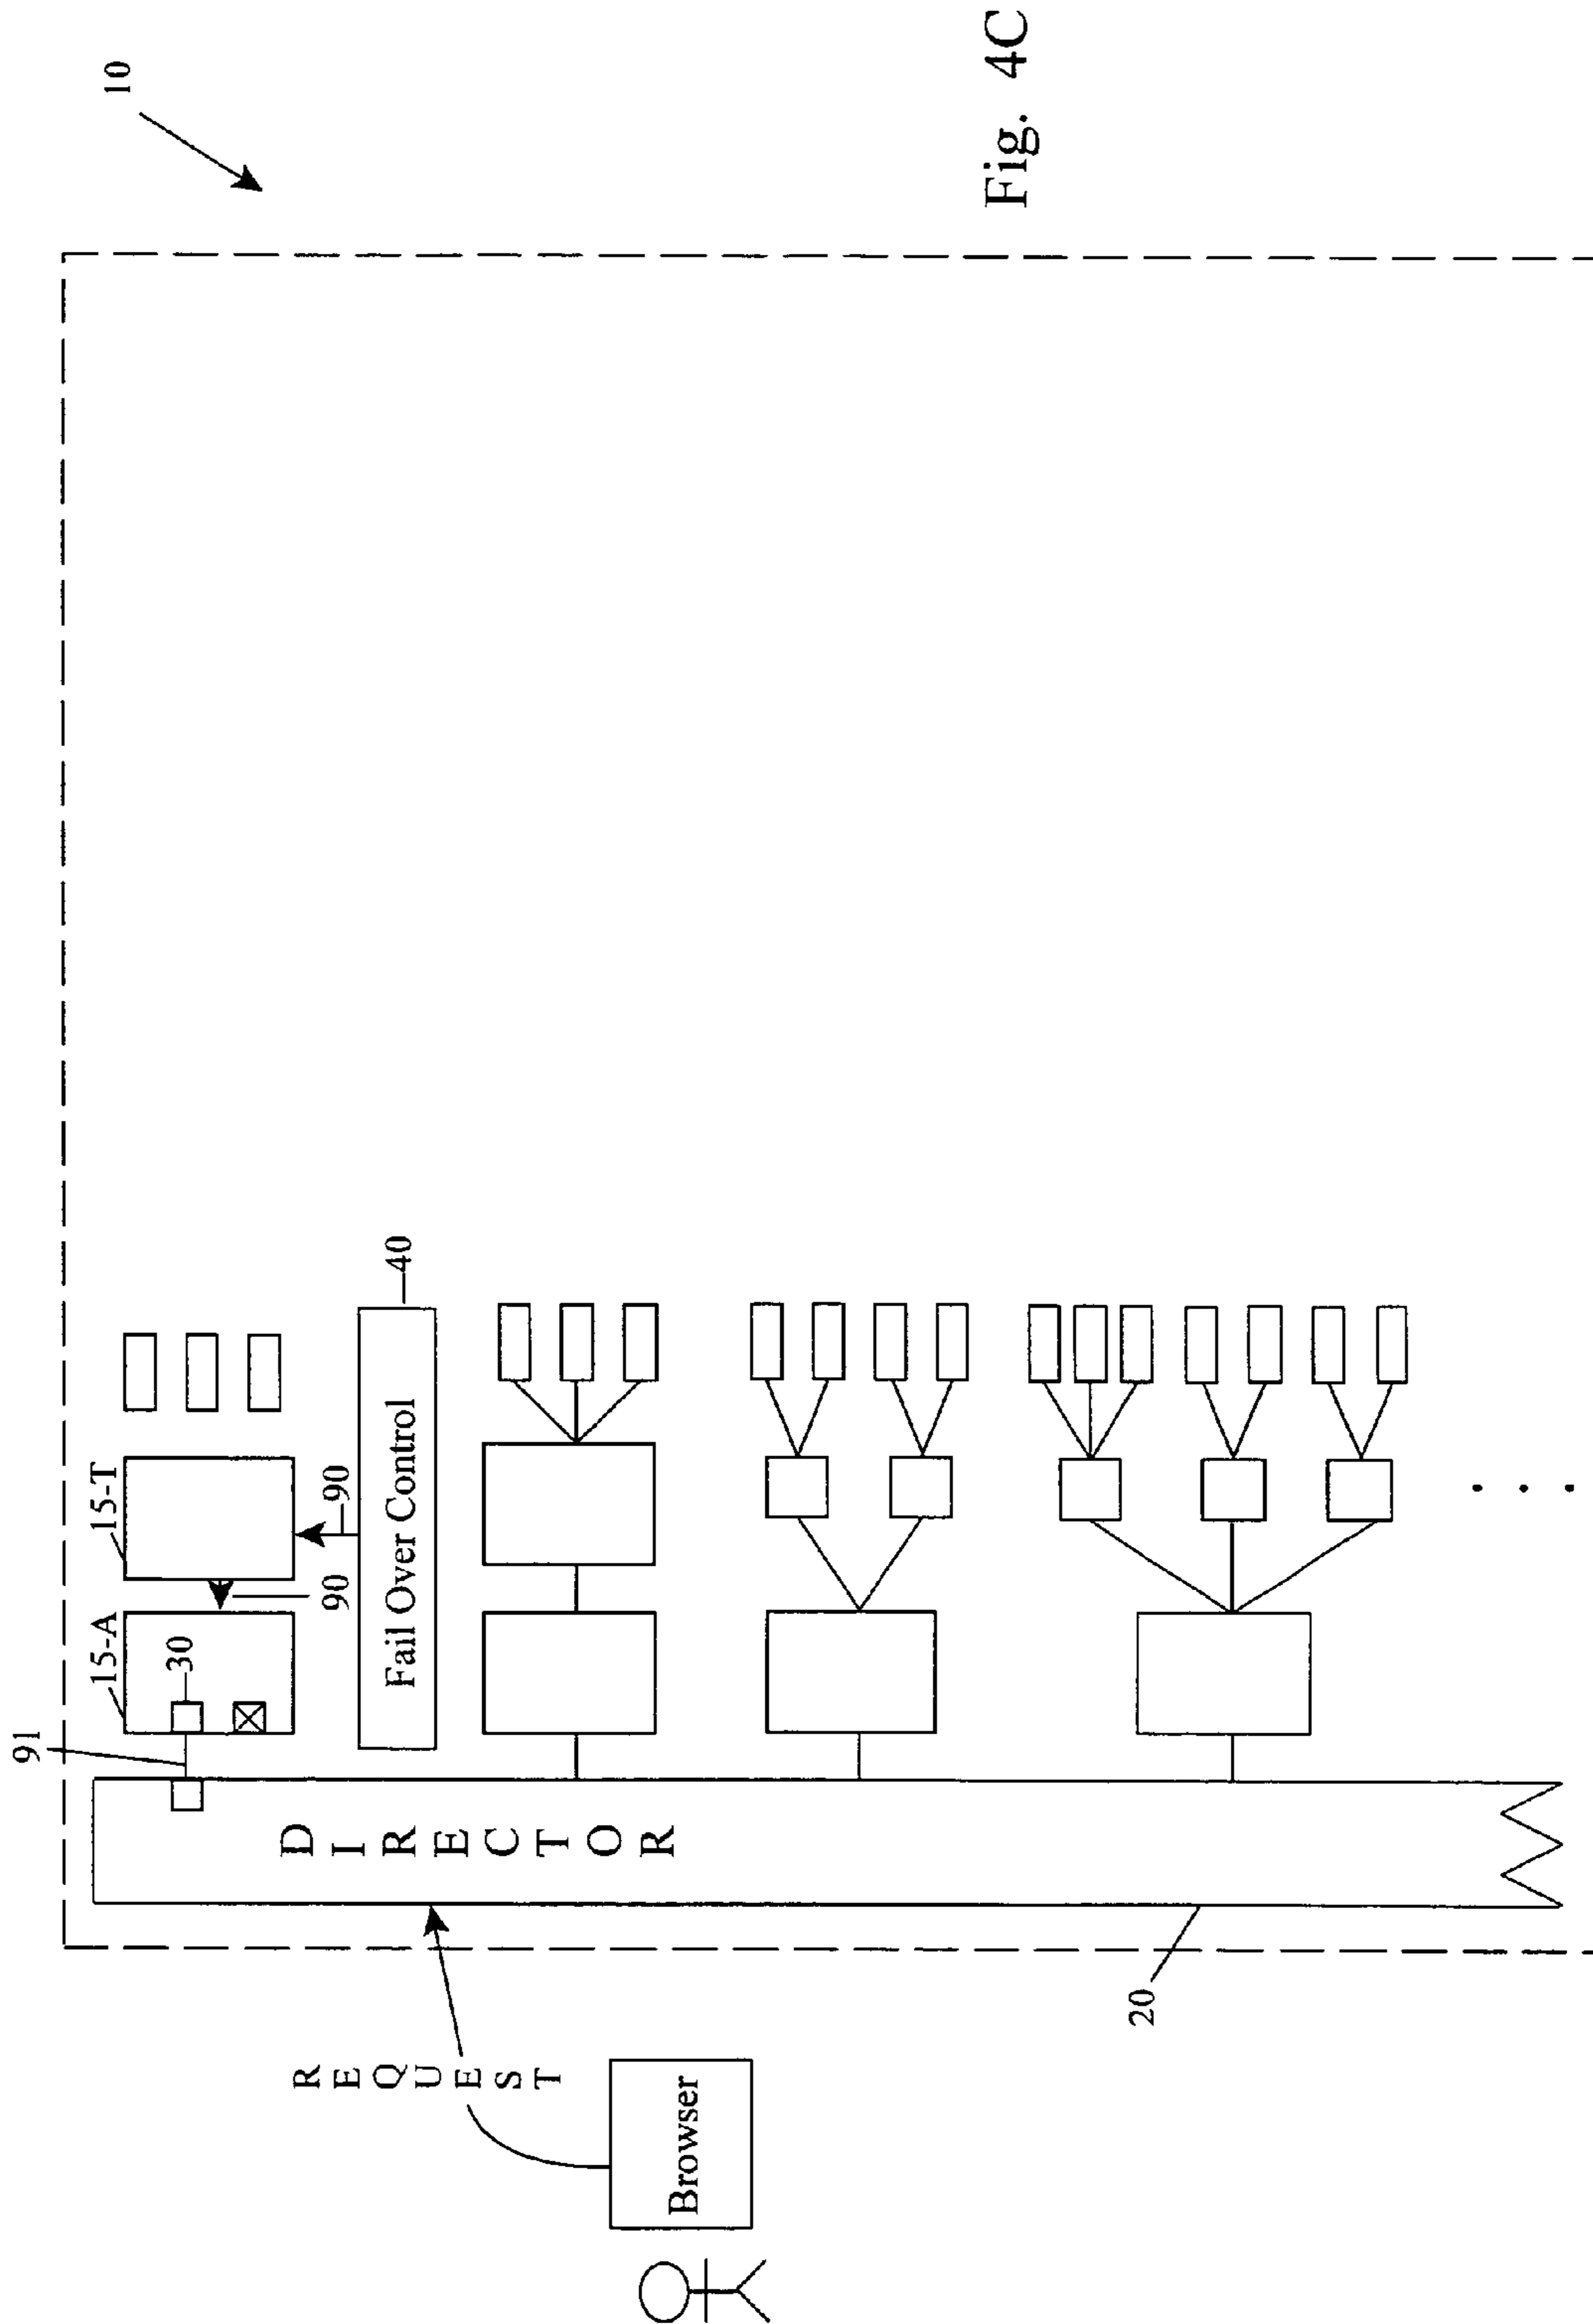 10
91
15-A
15-T
30
90
90
40
Fail Over Control
DIRECTOR
REQUEST
Browser
20
Fig. 4C